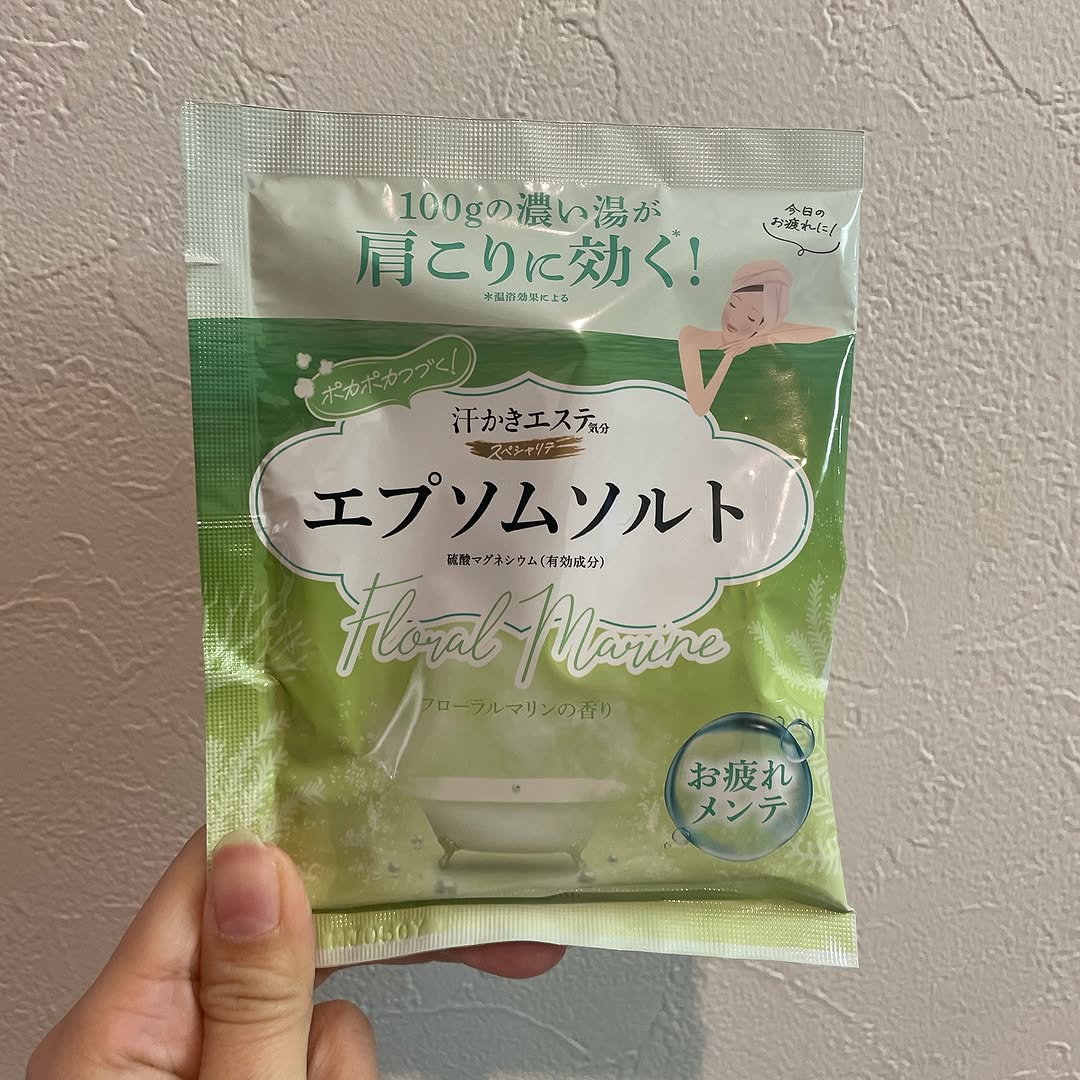 100gの濃い湯が
肩こりに効く*!
*温浴効果による
今日の
お疲れに!
ポカポカつづく!
汗かきエステ気分
スペシャリテ
エプソムソルト
硫酸マグネシウム(有効成分)
Floral Marine
フローラルマリンの香り
お疲れ
メンテ